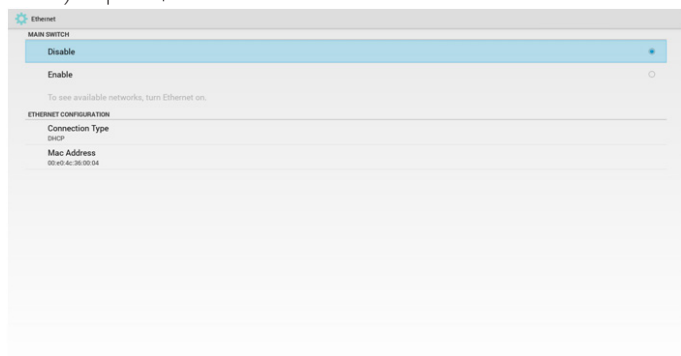 Ethernet
MAIN SWITCH
Disable
Enable
To see available networks, turn Ethernet on.
ETHERNET CONFIGURATION
Connection Type
DHCP
Mac Address
00:e0:4c:36:00:04